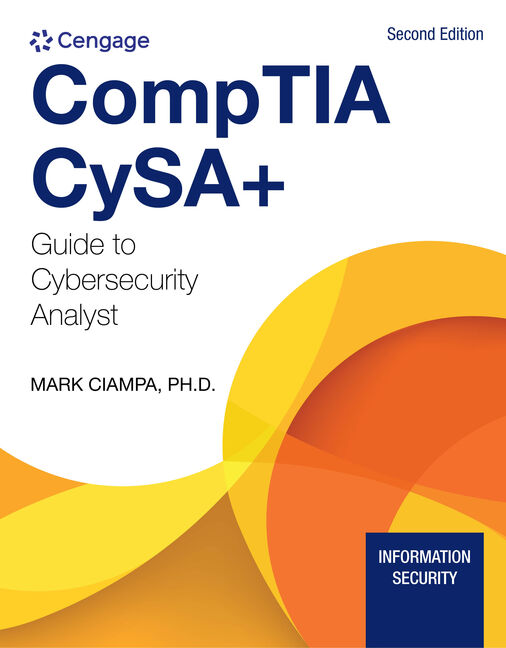 Cengage
Second Edition
CompTIA
CySA+
Guide to
Cybersecurity
Analyst
MARK CIAMPA, PH.D.
INFORMATION
SECURITY